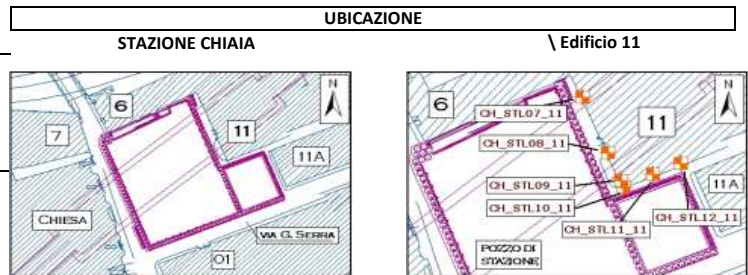 UBICAZIONE
STAZIONE CHIAIA
\ Edificio 11
6
7
11
11A
CHIESA
VIA G. SERRA
01
N
6
CH_STL07_11
11
CH_STL08_11
CH_STL09_11
11A
CH_STL10_11
CH_STL11_11
CH_STL12_11
POZZO DI
STAZIONE
N